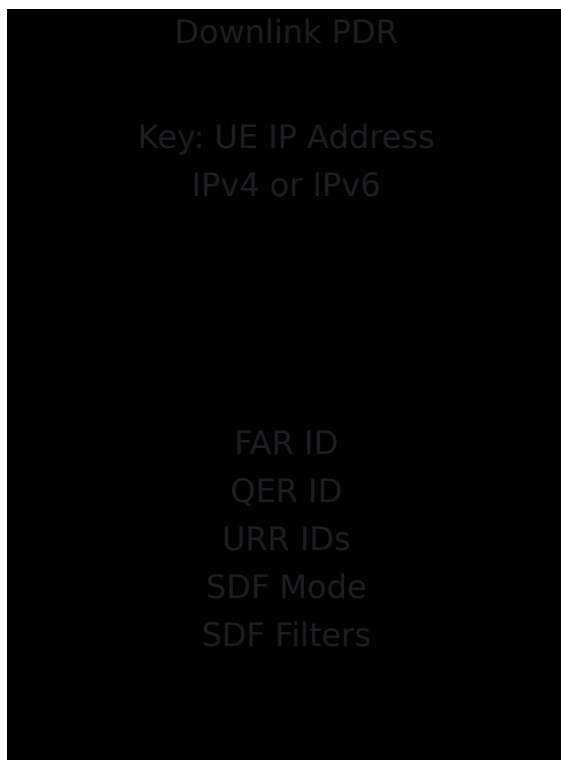 Downlink PDR
Key: UE IP Address
IPv4 or IPv6
FAR ID
QER ID
URR IDs
SDF Mode
SDF Filters